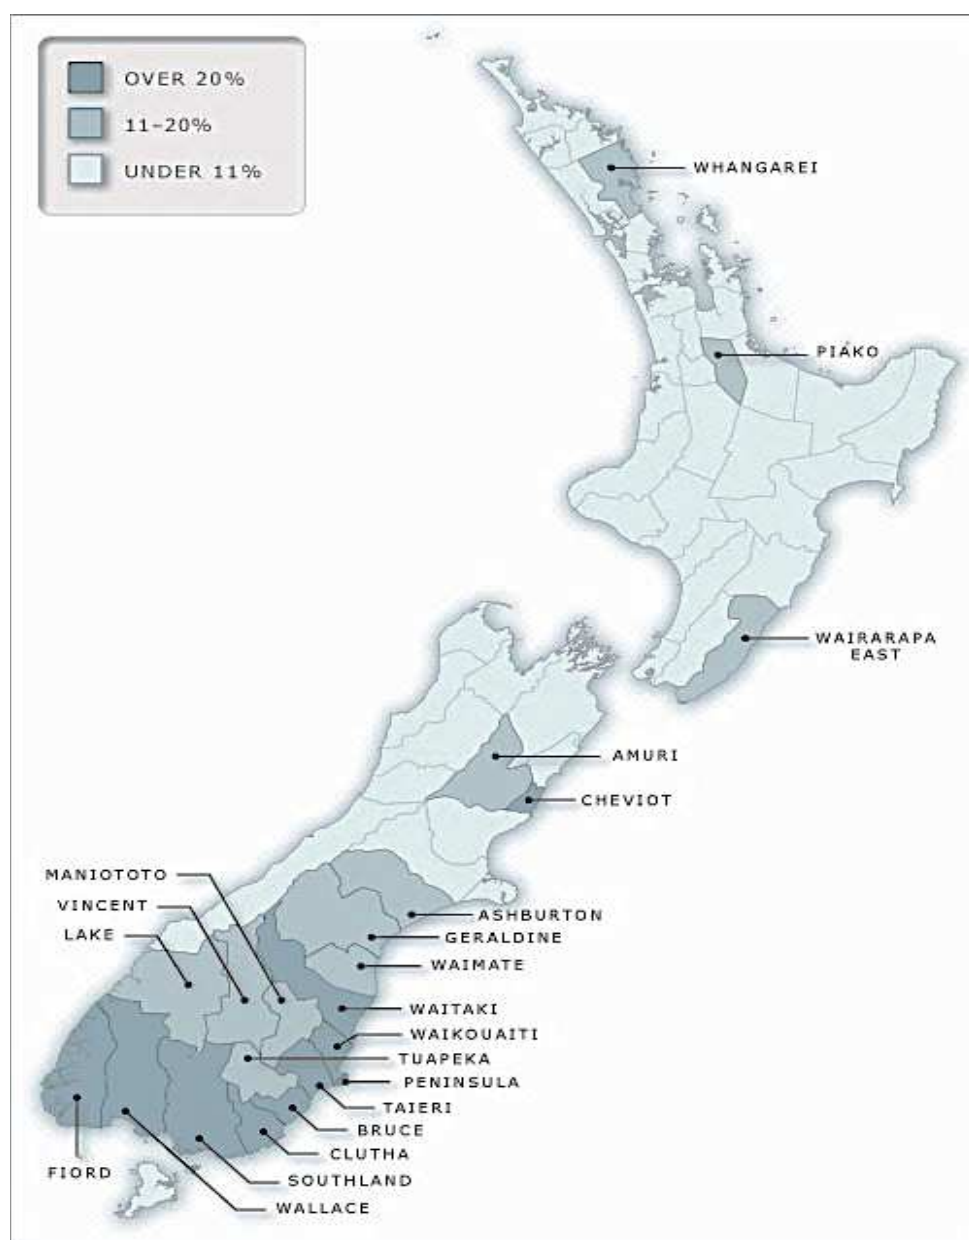 OVER 20%
11–20%
UNDER 11%
WHANGAREI
PIÁKO
WAIRARAPA
EAST
AMURI
CHEVIOT
MANIOTOTO
VINCENT
LAKE
ASHBURTON
GERALDINE
WAIMATE
WAITAKI
WAIKOUAITI
TUAPEKA
PENINSULA
TAIERI
BRUCE
CLUTHA
FIORD
SOUTHLAND
WALLACE